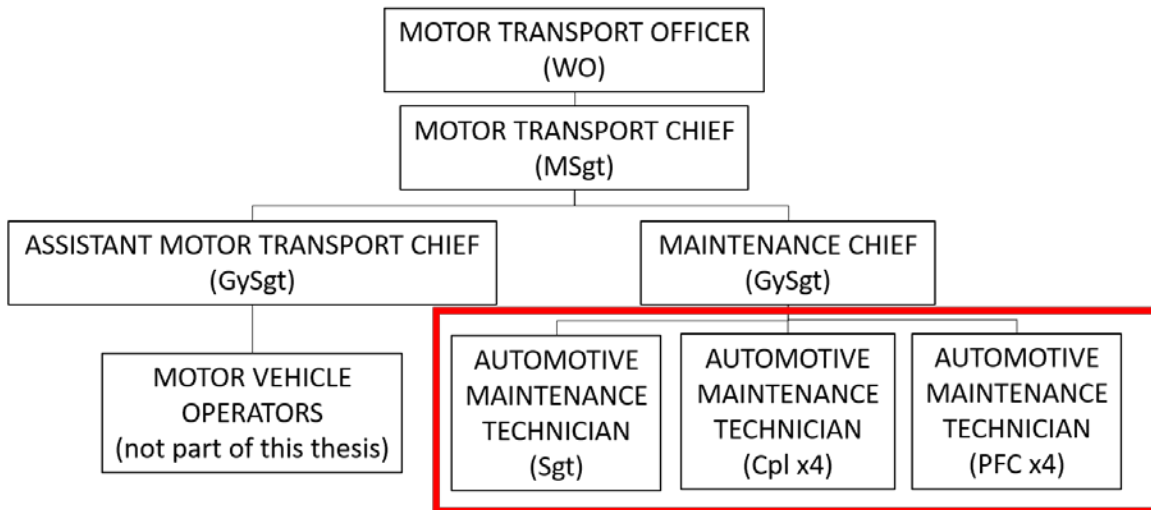 MOTOR TRANSPORT OFFICER
(WO)
MOTOR TRANSPORT CHIEF
(MSgt)
ASSISTANT MOTOR TRANSPORT CHIEF
(GySgt)
MAINTENANCE CHIEF
(GySgt)
MOTOR VEHICLE
OPERATORS
(not part of this thesis)
AUTOMOTIVE
MAINTENANCE
TECHNICIAN
(Sgt)
AUTOMOTIVE
MAINTENANCE
TECHNICIAN
(Cpl x4)
AUTOMOTIVE
MAINTENANCE
TECHNICIAN
(PFC x4)